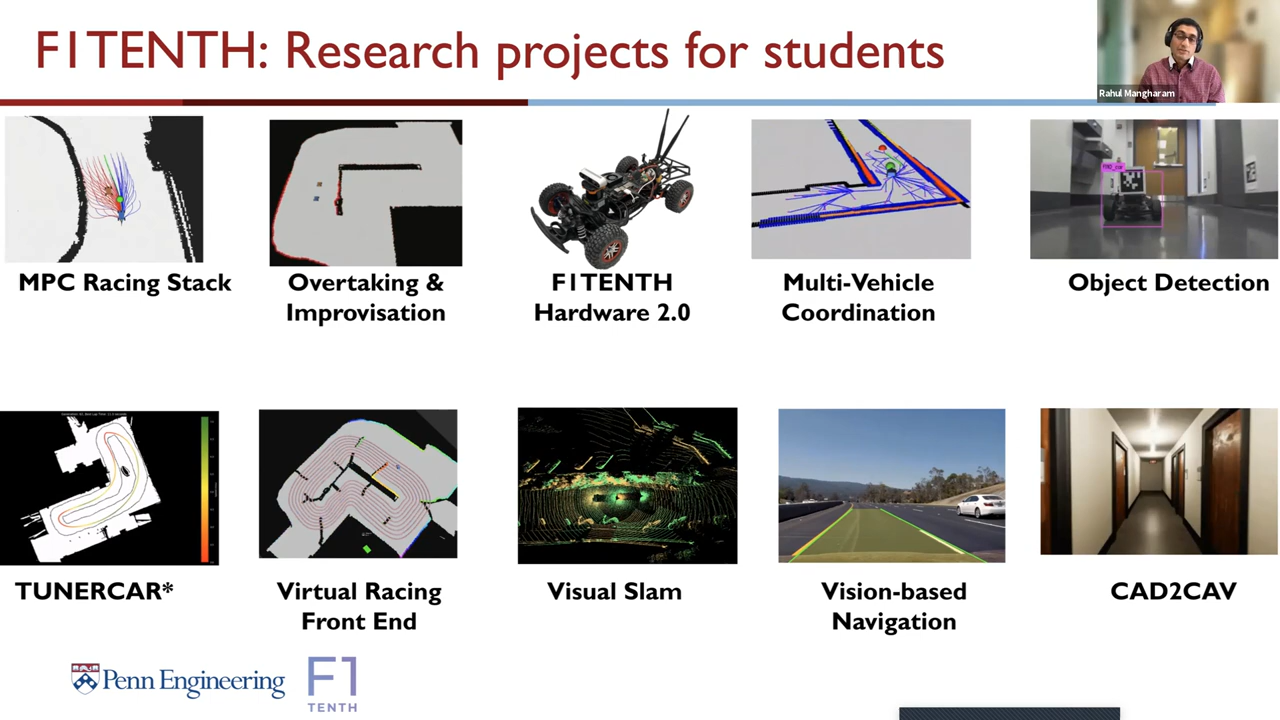 F1TENTH: Research projects for students
Rahul Mangharam
MPC Racing Stack
Overtaking &
Improvisation
F1TENTH
Hardware 2.0
Multi-Vehicle
Coordination
Object Detection
TUNERCAR*
Virtual Racing
Front End
Visual Slam
Vision-based
Navigation
CAD2CAV
Penn Engineering
F1
TENTH